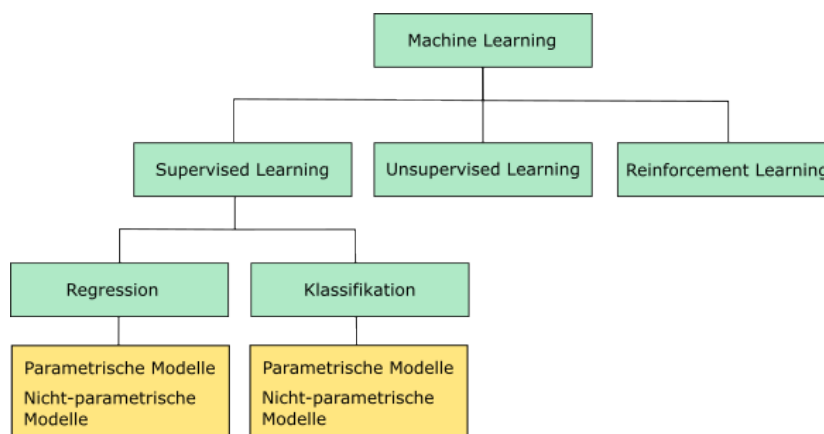 Machine Learning
Supervised Learning
Unsupervised Learning
Reinforcement Learning
Regression
Klassifikation
Parametrische Modelle
Nicht-parametrische
Modelle
Parametrische Modelle
Nicht-parametrische
Modelle